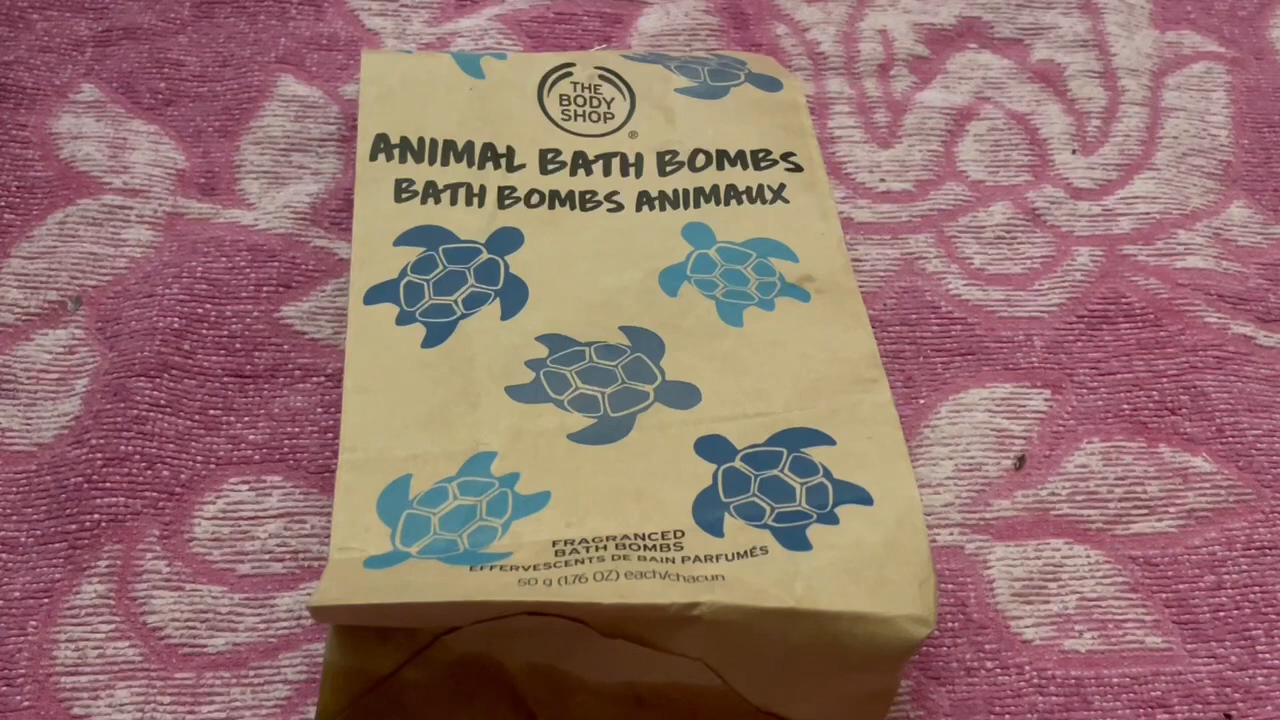 THE
BODY
SHOP
®
ANIMAL BATH BOMBS
BATH BOMBS ANIMAUX
FRAGRANCED
BATH BOMBS
EFFERVESCENTS DE BAIN PARFUMÉS
50 g (1.76 OZ) each/chacun